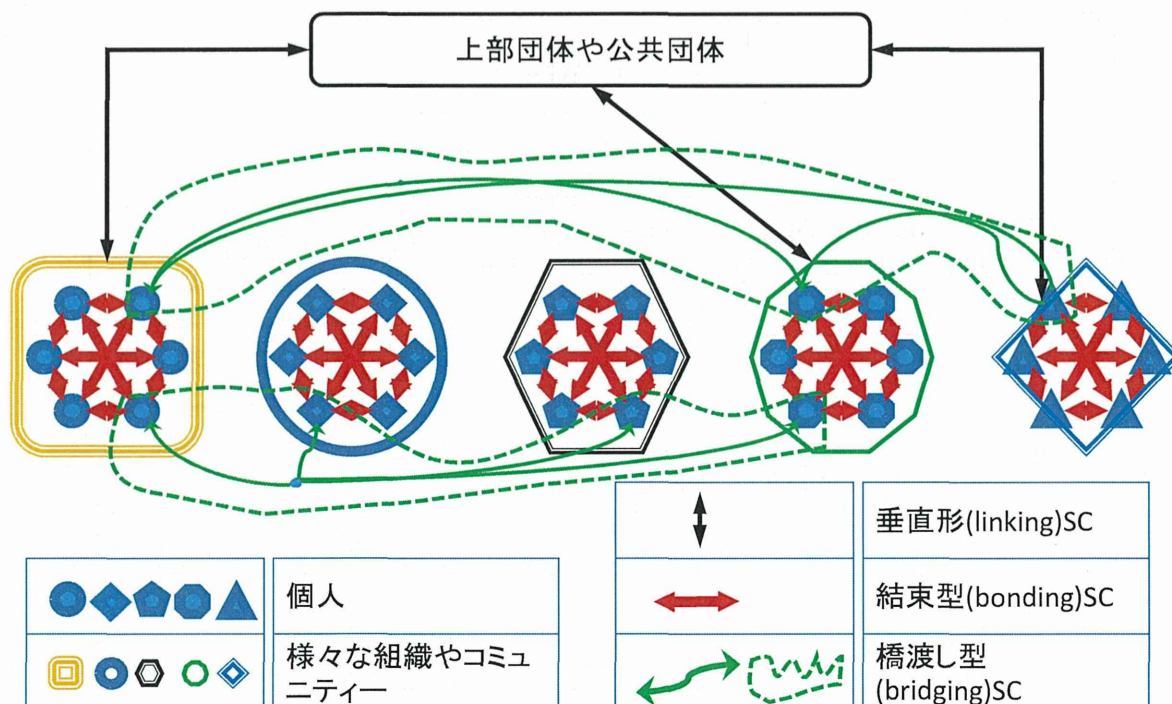 上部団体や公共団体
垂直形(linking)SC
結束型(bonding)SC
橋渡し型
(bridging)SC
個人
様々な組織やコミュ
ニティー